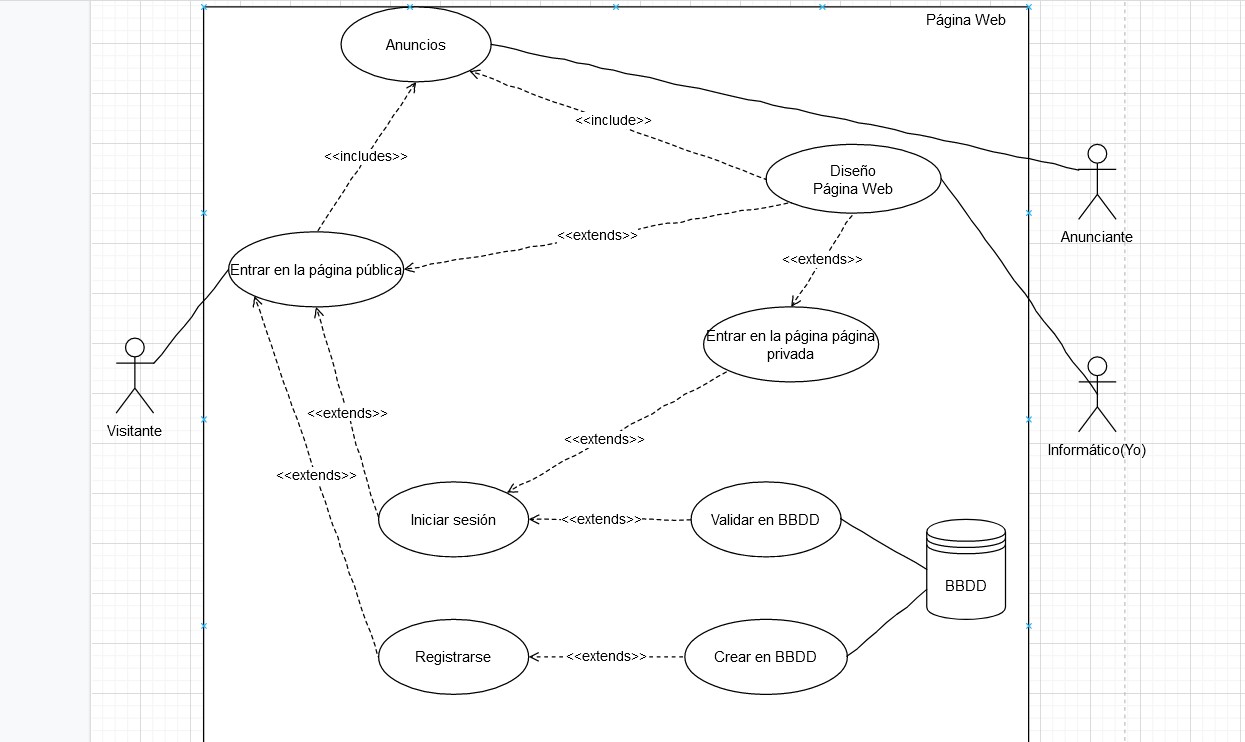 Página Web
Anuncios
<<include>>
<<includes>>
Diseño
Página Web
Anunciante
<<extends>>
<<extends>>
Entrar en la página pública
Entrar en la página página
privada
Visitante
<<extends>>
<<extends>>
Informático(Yo)
<<extends>>
Iniciar sesión
<<extends>>
Validar en BBDD
BBDD
Registrarse
<<extends>>
Crear en BBDD